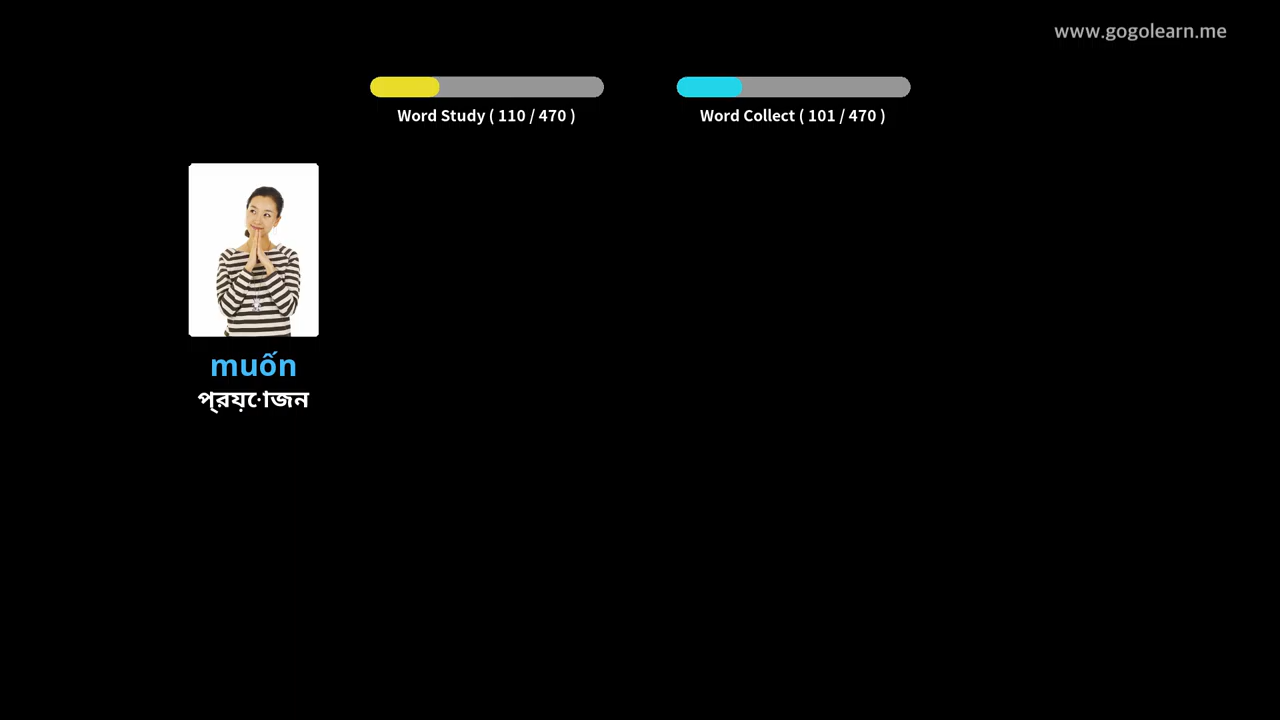 www.gogolearn.me
Word Study ( 110 / 470 )
Word Collect ( 101 / 470 )
muốn
প্রয়োজন